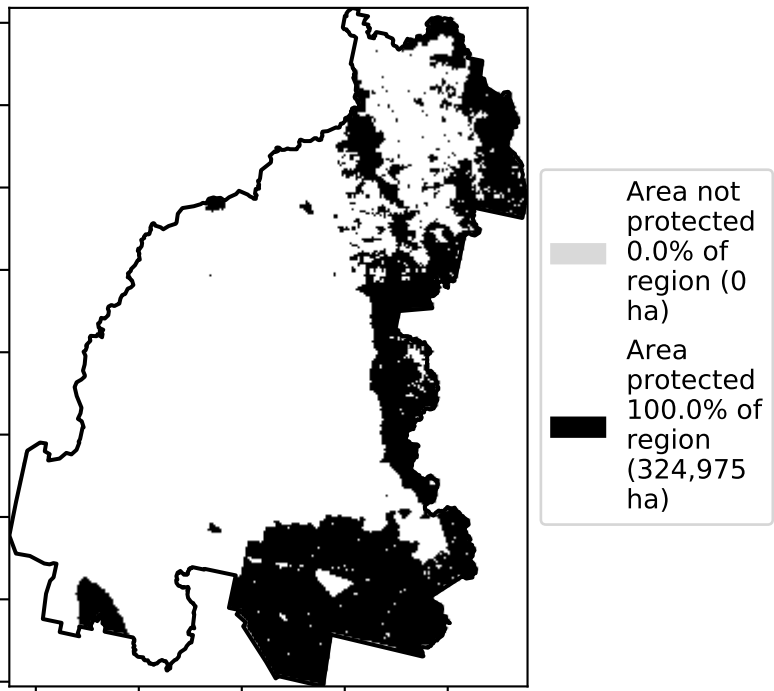 Area not
protected
0.0% of
region (0
ha)
Area
protected
100.0% of
region
(324,975
ha)